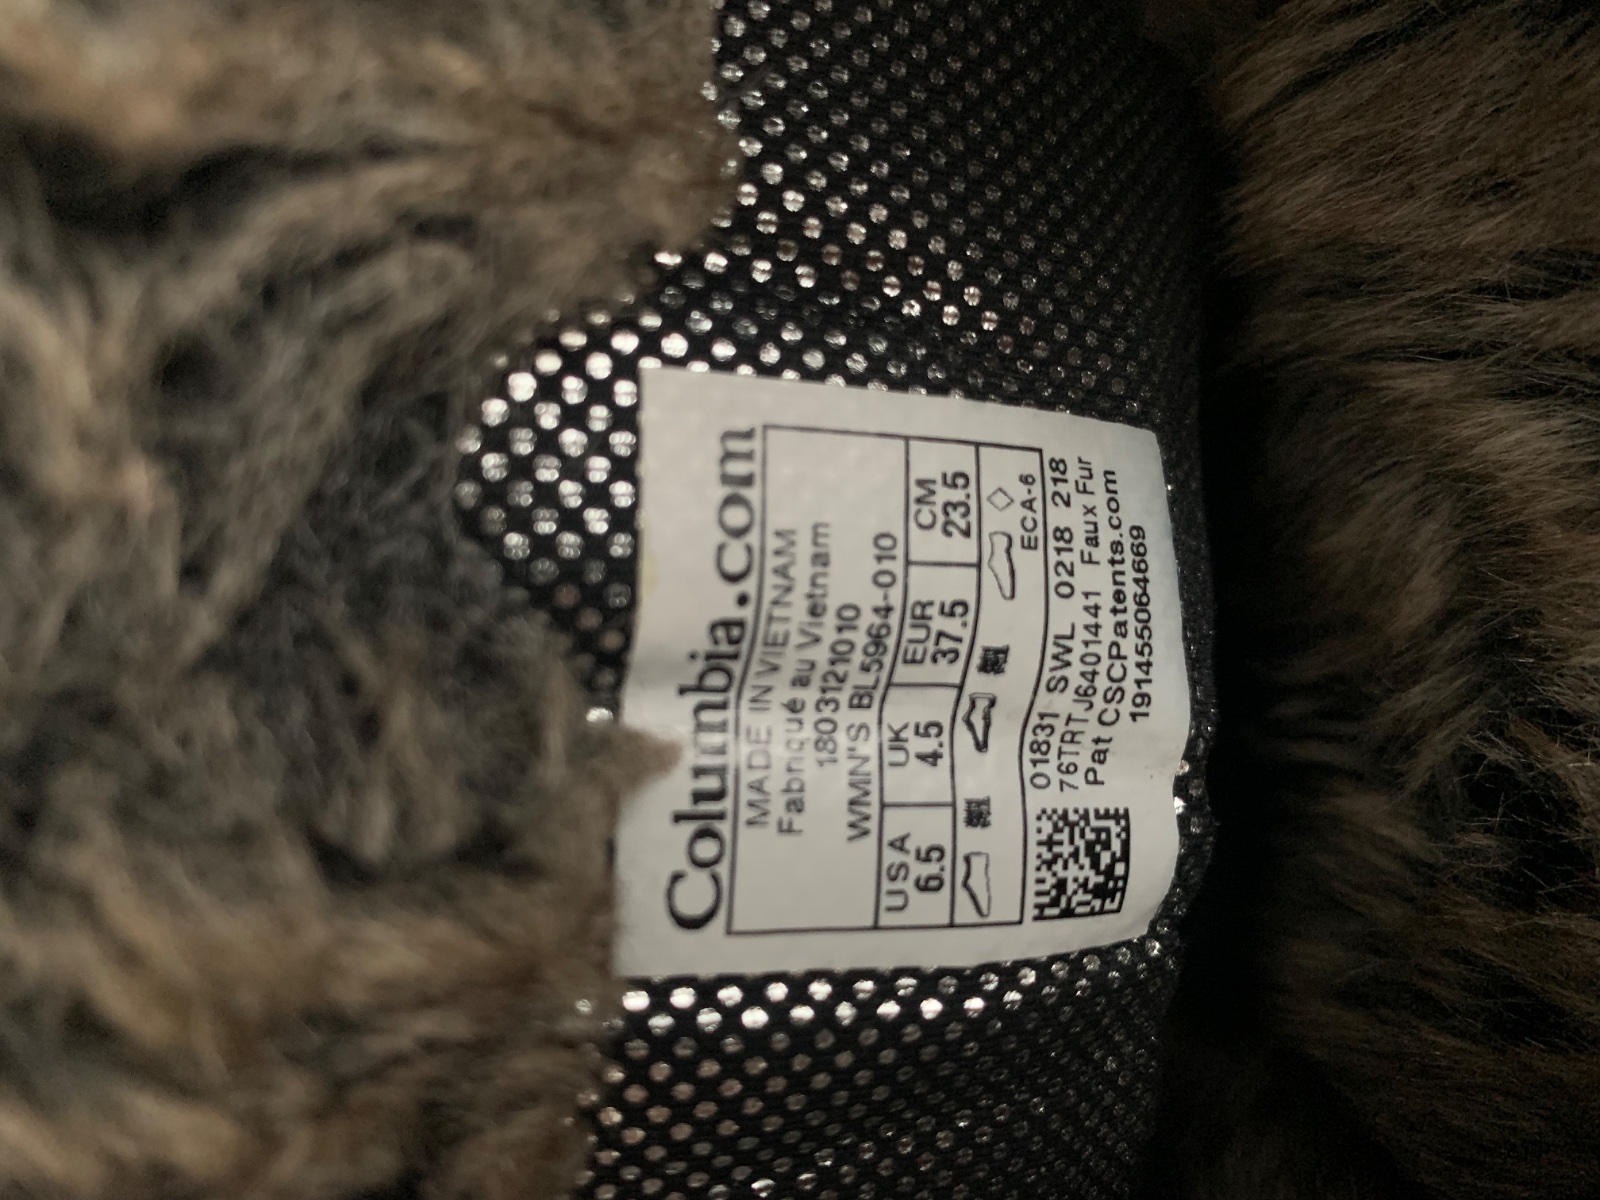 Columbia.com
MADE IN VIETNAM
Fabriqué au Vietnam
1803121010
WMN'S BL5964-010
USA UK EUR CM
6.5 4.5 37.5 23.5
ECA-6
01831 SWL 0218 218
76TRTJ6401441 Faux Fur
Pat CSCPatents.com
191455064669